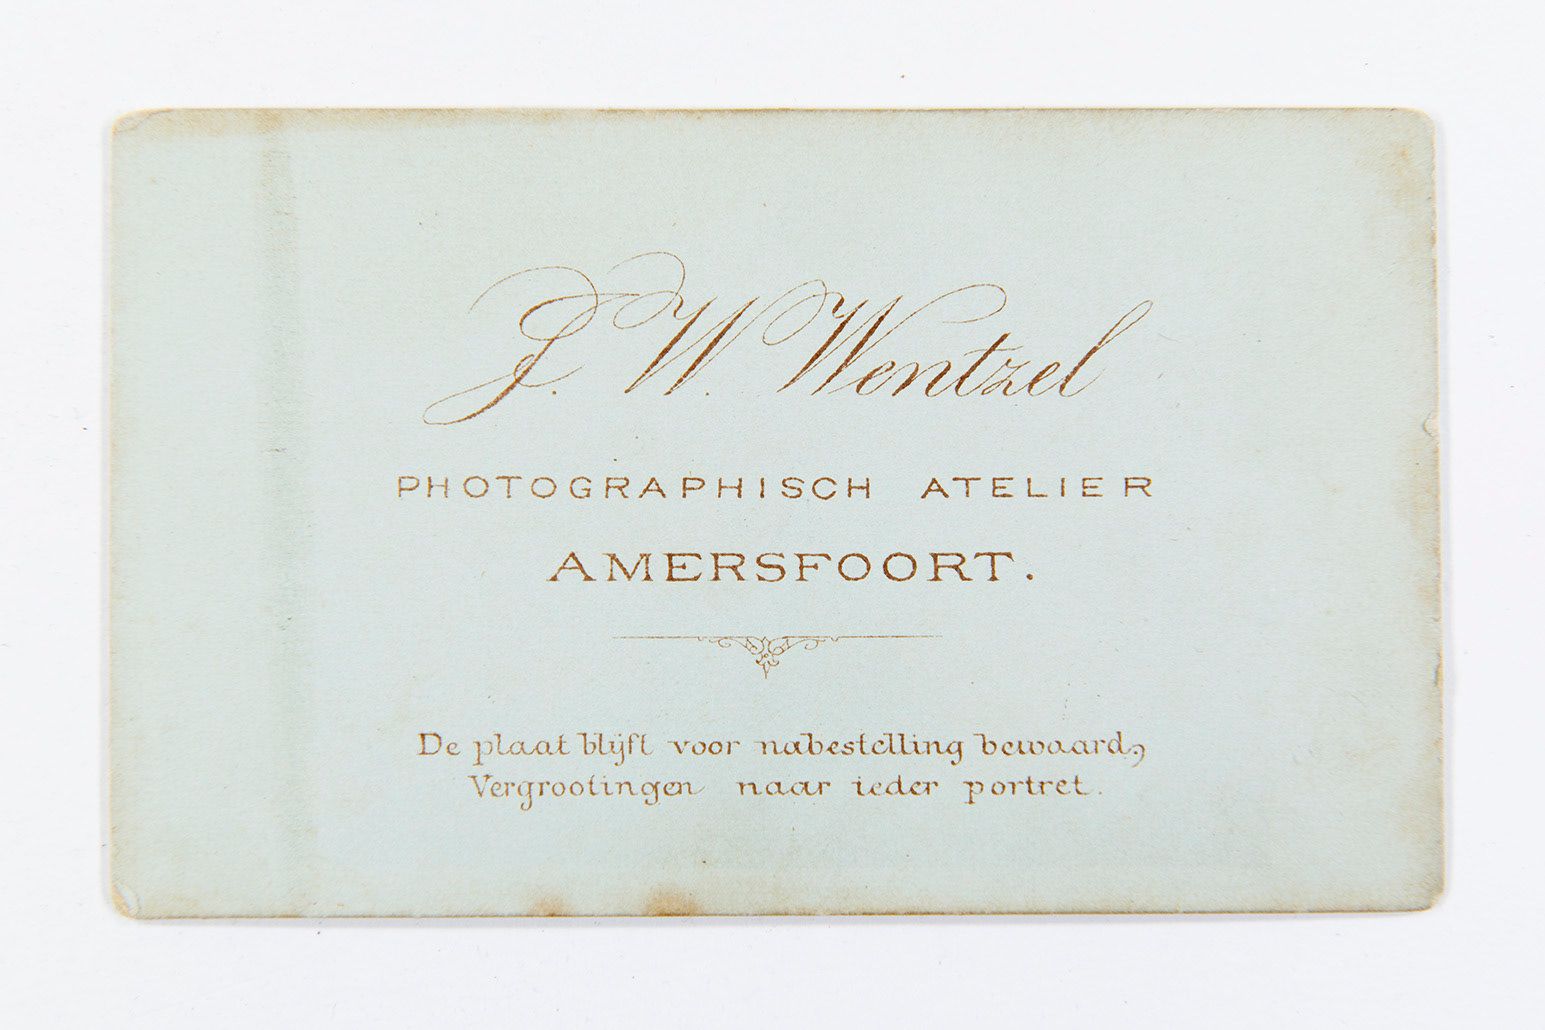 J. W. Wentzel
PHOTOGRAPHISCH ATELIER
AMERSFOORT.
De plaat blijft voor nabestelling bewaard,
Vergrootingen naar ieder portret.